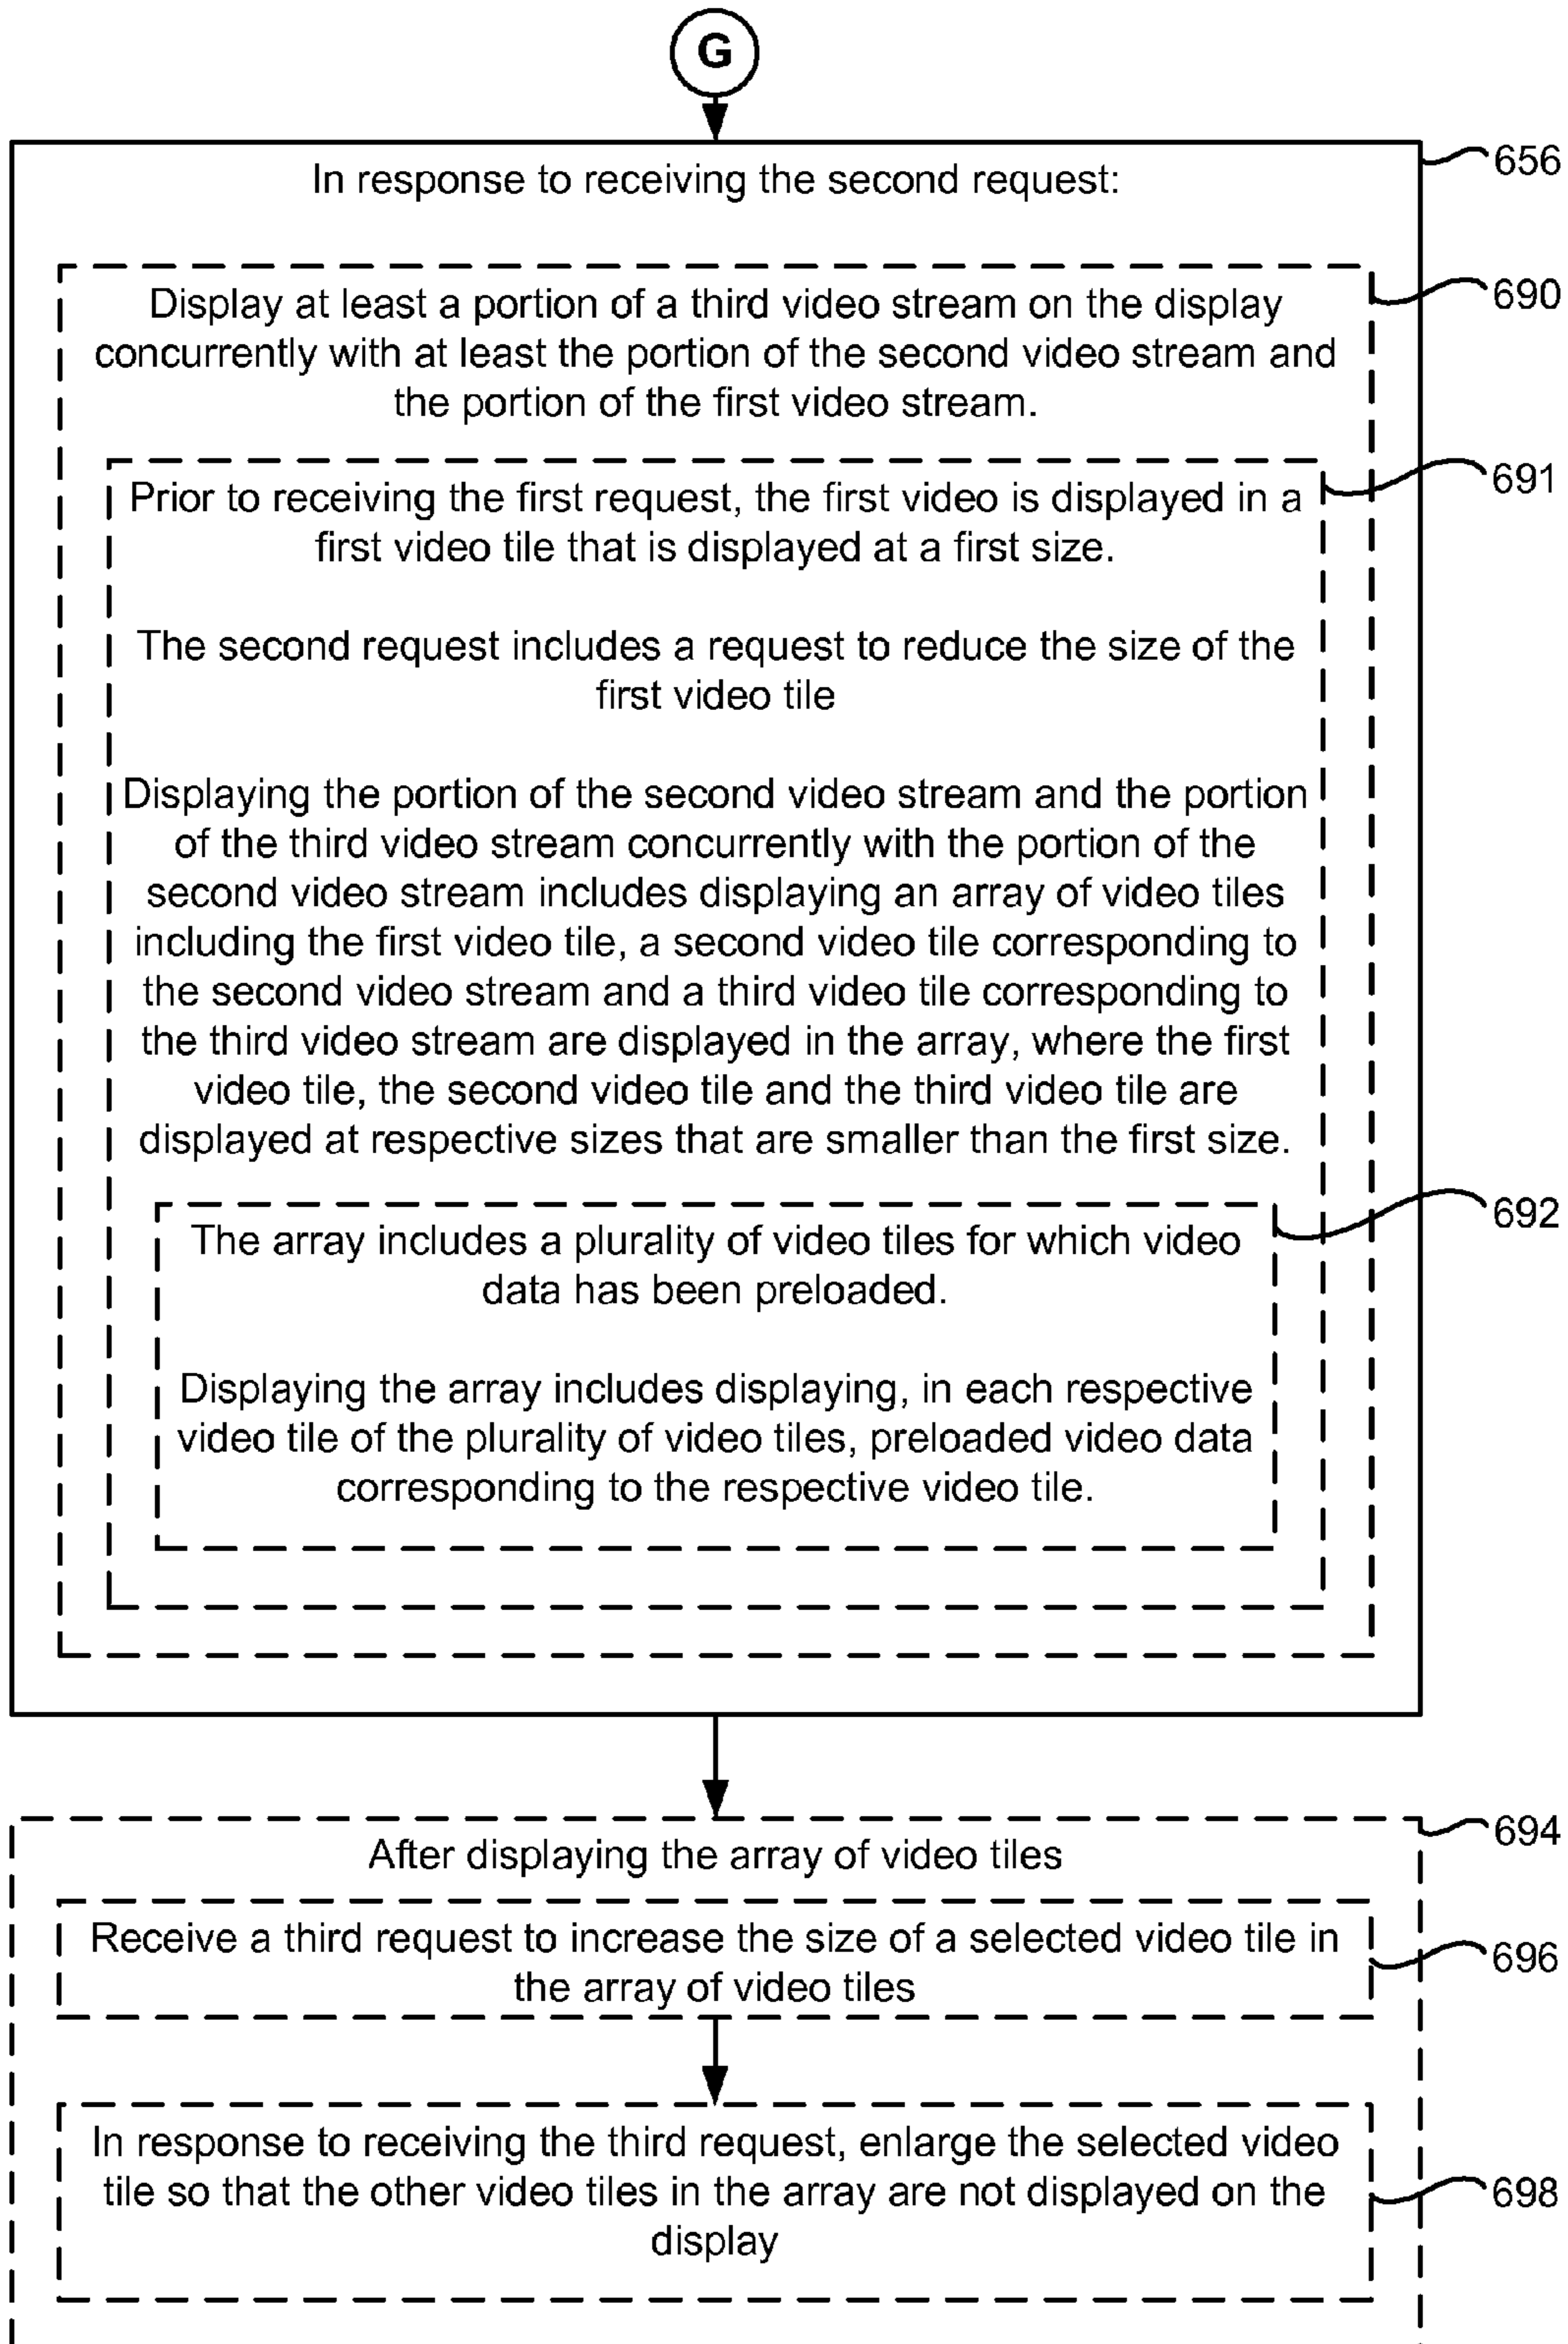 G
656
In response to receiving the second request:
690
Display at least a portion of a third video stream on the display
concurrently with at least the portion of the second video stream and
the portion of the first video stream.
691
Prior to receiving the first request, the first video is displayed in a
first video tile that is displayed at a first size.
The second request includes a request to reduce the size of the
first video tile
Displaying the portion of the second video stream and the portion
of the third video stream concurrently with the portion of the
second video stream includes displaying an array of video tiles
including the first video tile, a second video tile corresponding to
the second video stream and a third video tile corresponding to
the third video stream are displayed in the array, where the first
video tile, the second video tile and the third video tile are
displayed at respective sizes that are smaller than the first size.
692
The array includes a plurality of video tiles for which video
data has been preloaded.
Displaying the array includes displaying, in each respective
video tile of the plurality of video tiles, preloaded video data
corresponding to the respective video tile.
694
After displaying the array of video tiles
Receive a third request to increase the size of a selected video tile in
696
the array of video tiles
In response to receiving the third request, enlarge the selected video
tile so that the other video tiles in the array are not displayed on the
698
display